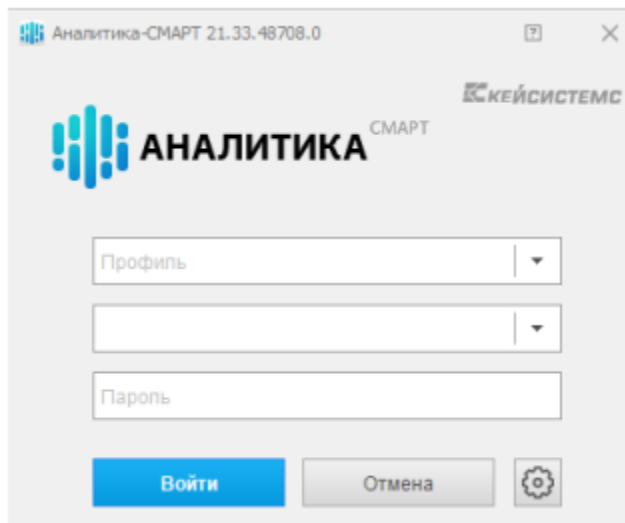 Аналитика-СМАРТ 21.33.48708.0
КЕЙСИСТЕМС
АНАЛИТИКА СМАРТ
Профиль
Пароль
Войти
Отмена